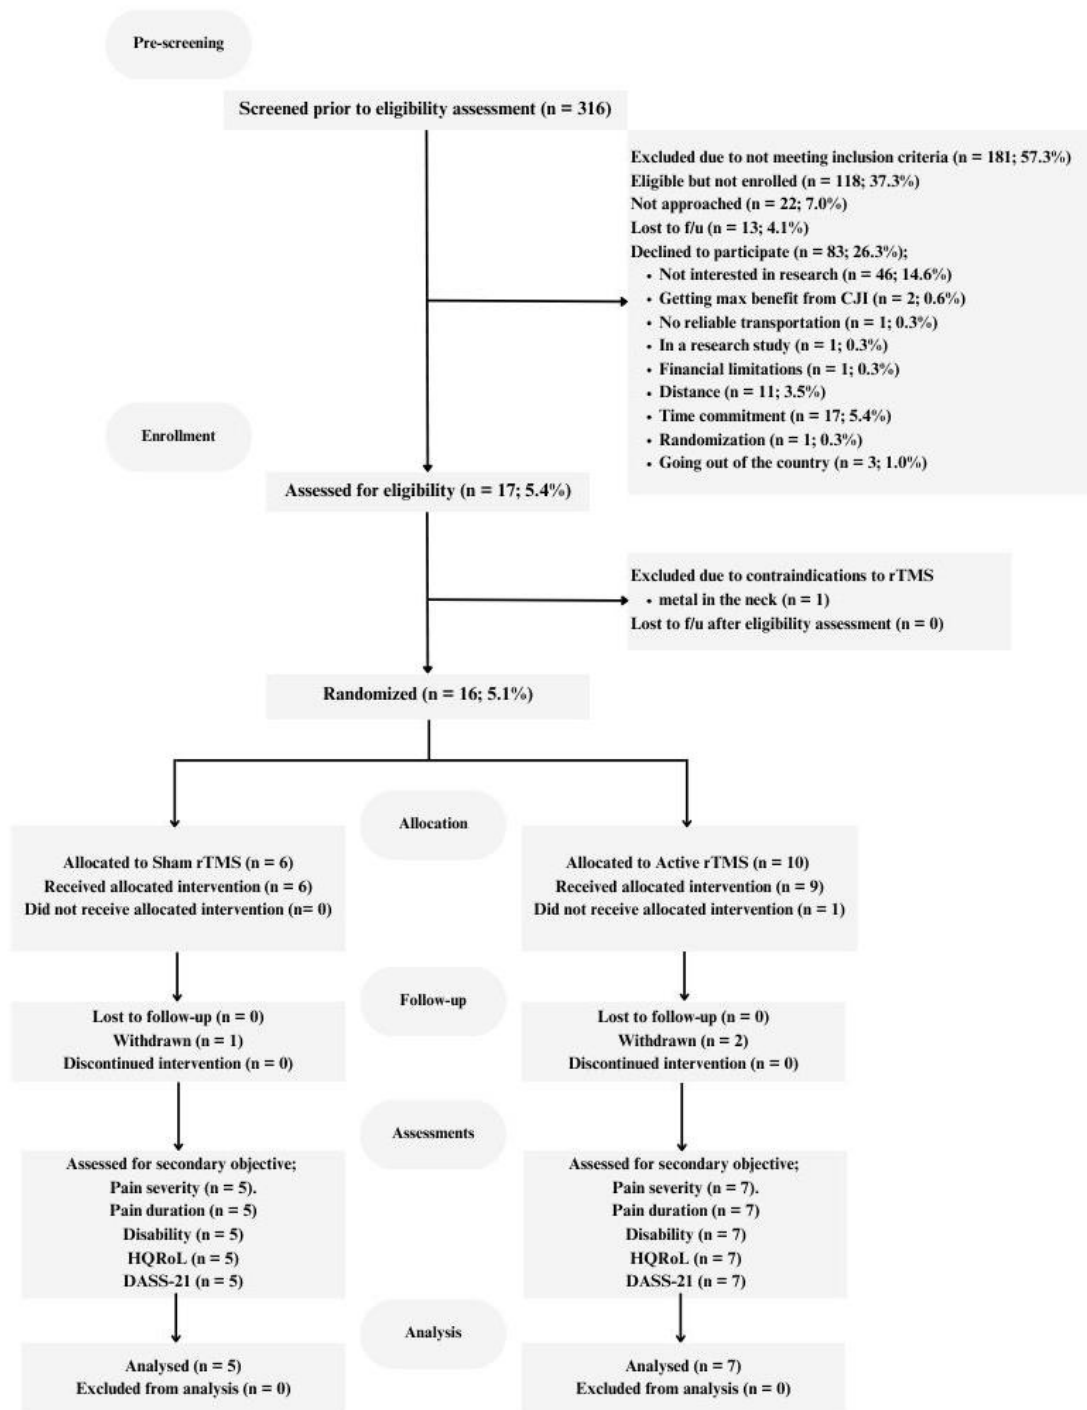 Pre-screening
Screened prior to eligibility assessment (n = 316)
Excluded due to not meeting inclusion criteria (n = 181; 57.3%)
Eligible but not enrolled (n = 118; 37.3%)
Not approached (n = 22; 7.0%)
Lost to f/u (n = 13; 4.1%)
Declined to participate (n = 83; 26.3%);
• Not interested in research (n = 46; 14.6%)
• Getting max benefit from CJI (n = 2; 0.6%)
• No reliable transportation (n = 1; 0.3%)
• In a research study (n = 1; 0.3%)
• Financial limitations (n = 1; 0.3%)
• Distance (n = 11; 3.5%)
• Time commitment (n = 17; 5.4%)
• Randomization (n = 1; 0.3%)
• Going out of the country (n = 3; 1.0%)
Enrollment
Assessed for eligibility (n = 17; 5.4%)
Excluded due to contraindications to rTMS
• metal in the neck (n = 1)
Lost to f/u after eligibility assessment (n = 0)
Randomized (n = 16; 5.1%)
Allocation
Allocated to Sham rTMS (n = 6)
Received allocated intervention (n = 6)
Did not receive allocated intervention (n= 0)
Allocated to Active rTMS (n = 10)
Received allocated intervention (n = 9)
Did not receive allocated intervention (n = 1)
Follow-up
Lost to follow-up (n = 0)
Withdrawn (n = 1)
Discontinued intervention (n = 0)
Lost to follow-up (n = 0)
Withdrawn (n = 2)
Discontinued intervention (n = 0)
Assessments
Assessed for secondary objective;
Pain severity (n = 5).
Pain duration (n = 5)
Disability (n = 5)
HQRoL (n = 5)
DASS-21 (n = 5)
Assessed for secondary objective;
Pain severity (n = 7).
Pain duration (n = 7)
Disability (n = 7)
HQRoL (n = 7)
DASS-21 (n = 7)
Analysis
Analysed (n = 5)
Excluded from analysis (n = 0)
Analysed (n = 7)
Excluded from analysis (n = 0)